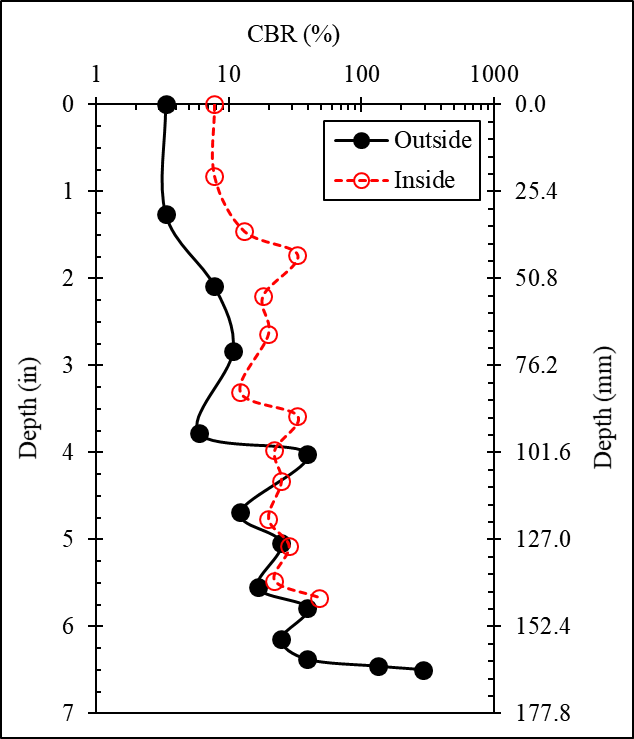 CBR (%)
1 10 100 1000
0 0.0
Outside
Inside
1 25.4
2 50.8
3 76.2
Depth (in)
Depth (mm)
4 101.6
5 127.0
6 152.4
7 177.8